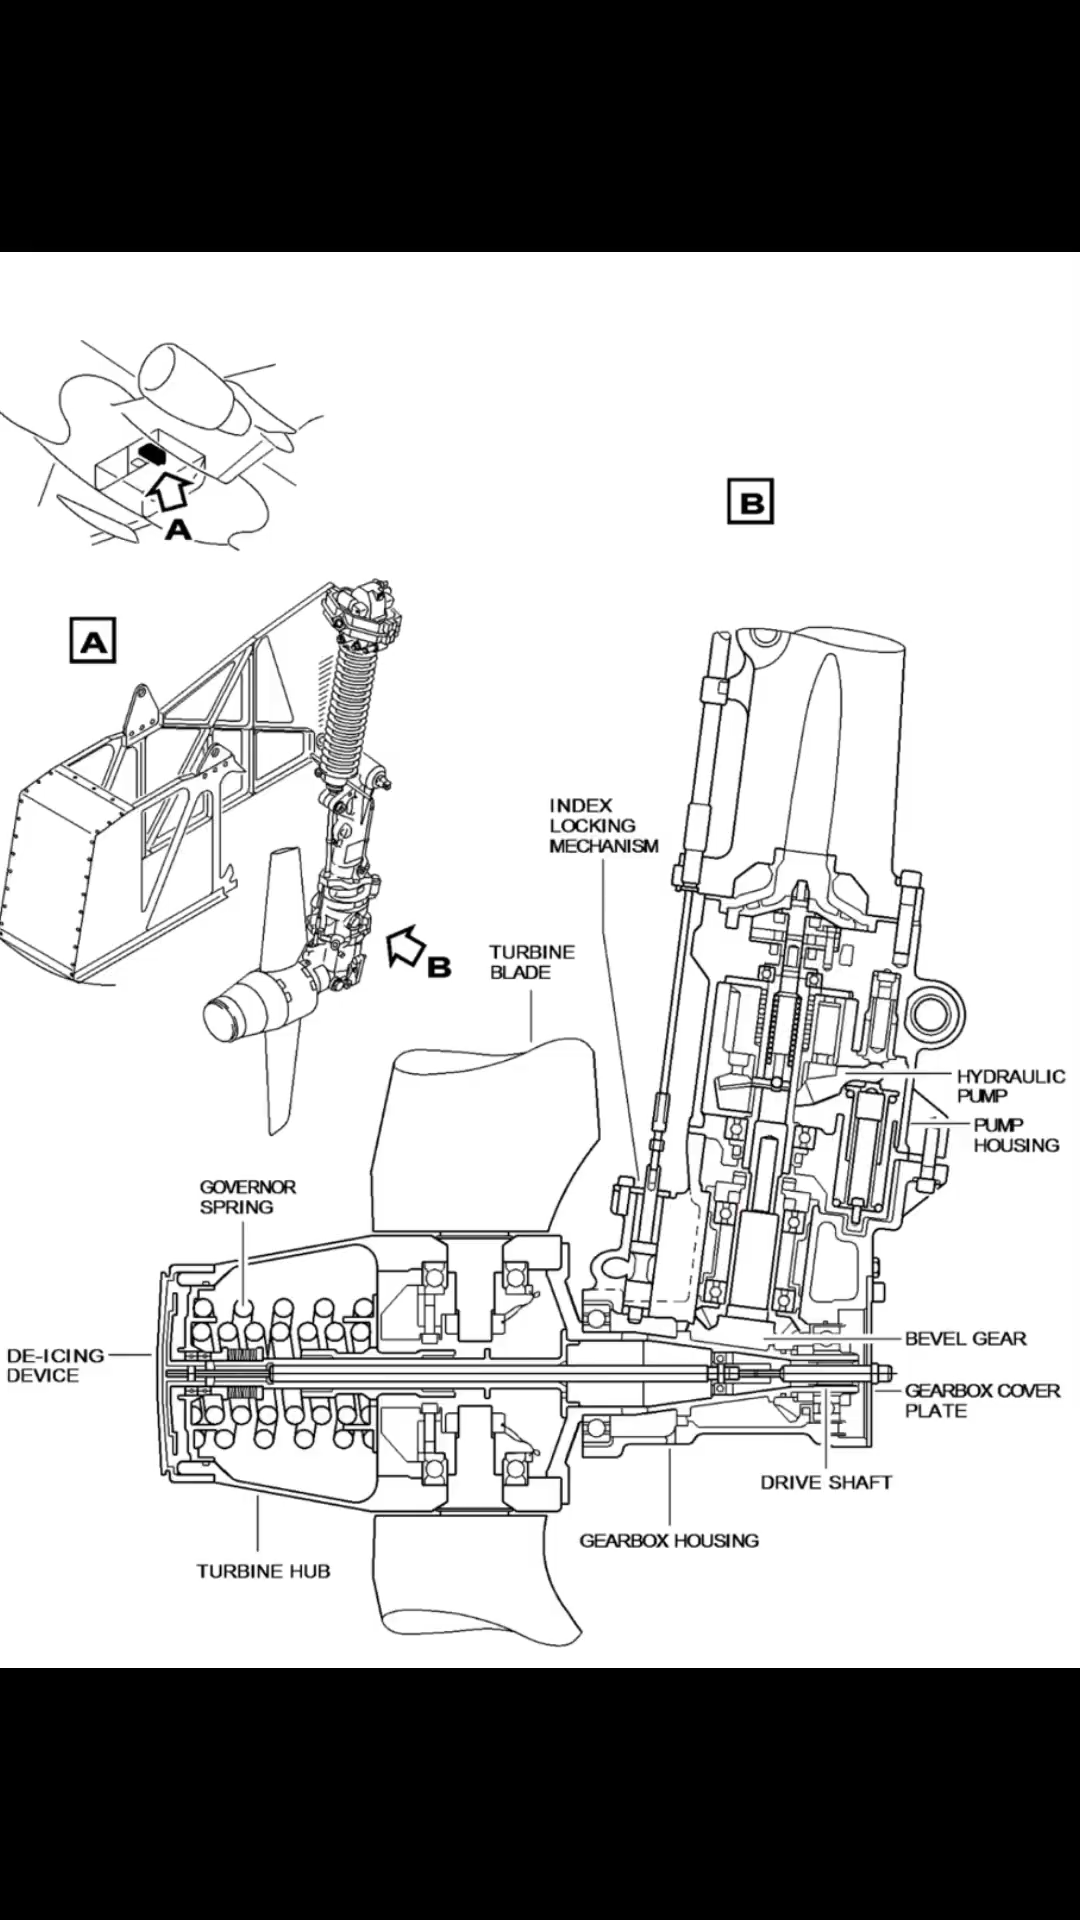 A
A
B
B
INDEX
LOCKING
MECHANISM
TURBINE
BLADE
HYDRAULIC
PUMP
PUMP
HOUSING
GOVERNOR
SPRING
DE-ICING
DEVICE
BEVEL GEAR
GEARBOX COVER
PLATE
DRIVE SHAFT
GEARBOX HOUSING
TURBINE HUB